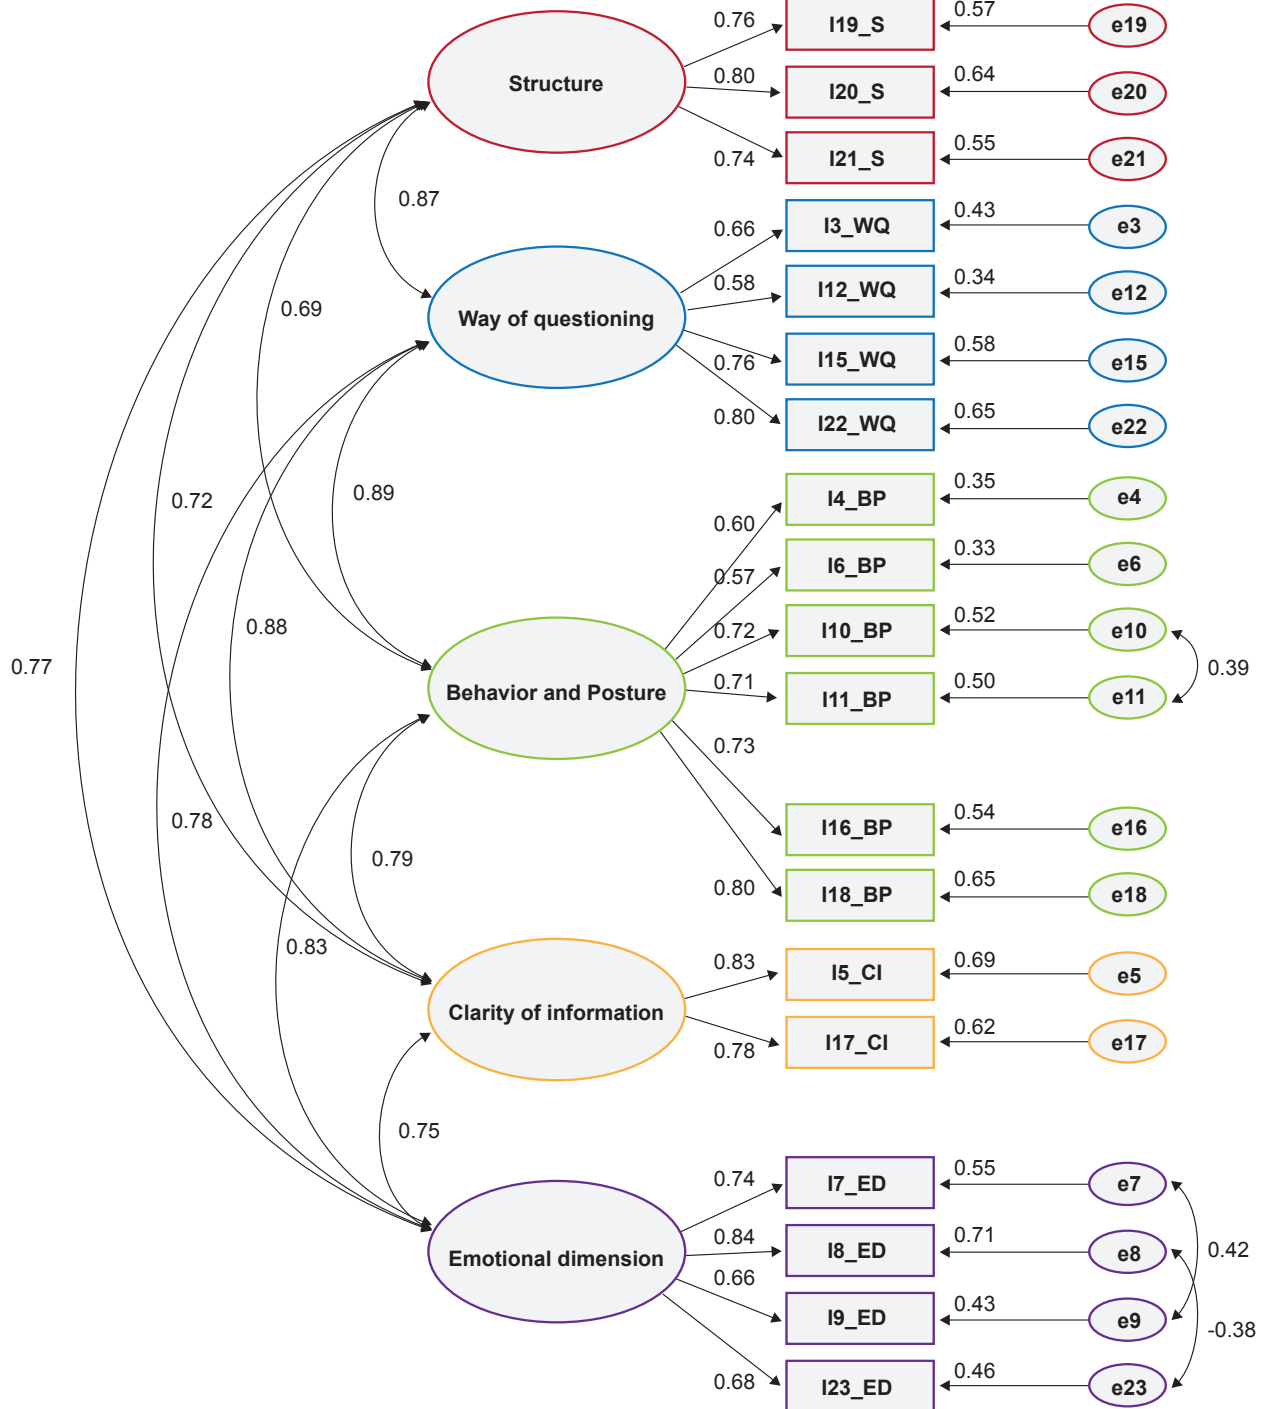 0.76 I19_S 0.57 e19
Structure 0.80 I20_S 0.64 e20
0.74 I21_S 0.55 e21
0.87
0.66 I3_WQ 0.43 e3
0.58 I12_WQ 0.34 e12
0.69 Way of questioning
0.76 I15_WQ 0.58 e15
0.80 I22_WQ 0.65 e22
0.72 0.89
0.60 I4_BP 0.35 e4
0.57 I6_BP 0.33 e6
0.88 0.72 I10_BP 0.52 e10
0.77 0.39
Behavior and Posture 0.71 I11_BP 0.50 e11
0.73
0.78 I16_BP 0.54 e16
0.79
0.80 I18_BP 0.65 e18
0.83
0.83 I5_CI 0.69 e5
Clarity of information
0.78 I17_CI 0.62 e17
0.75
0.74 I7_ED 0.55 e7
0.84 I8_ED 0.71 e8 0.42
Emotional dimension
0.66 I9_ED 0.43 e9
-0.38
0.68 I23_ED 0.46 e23